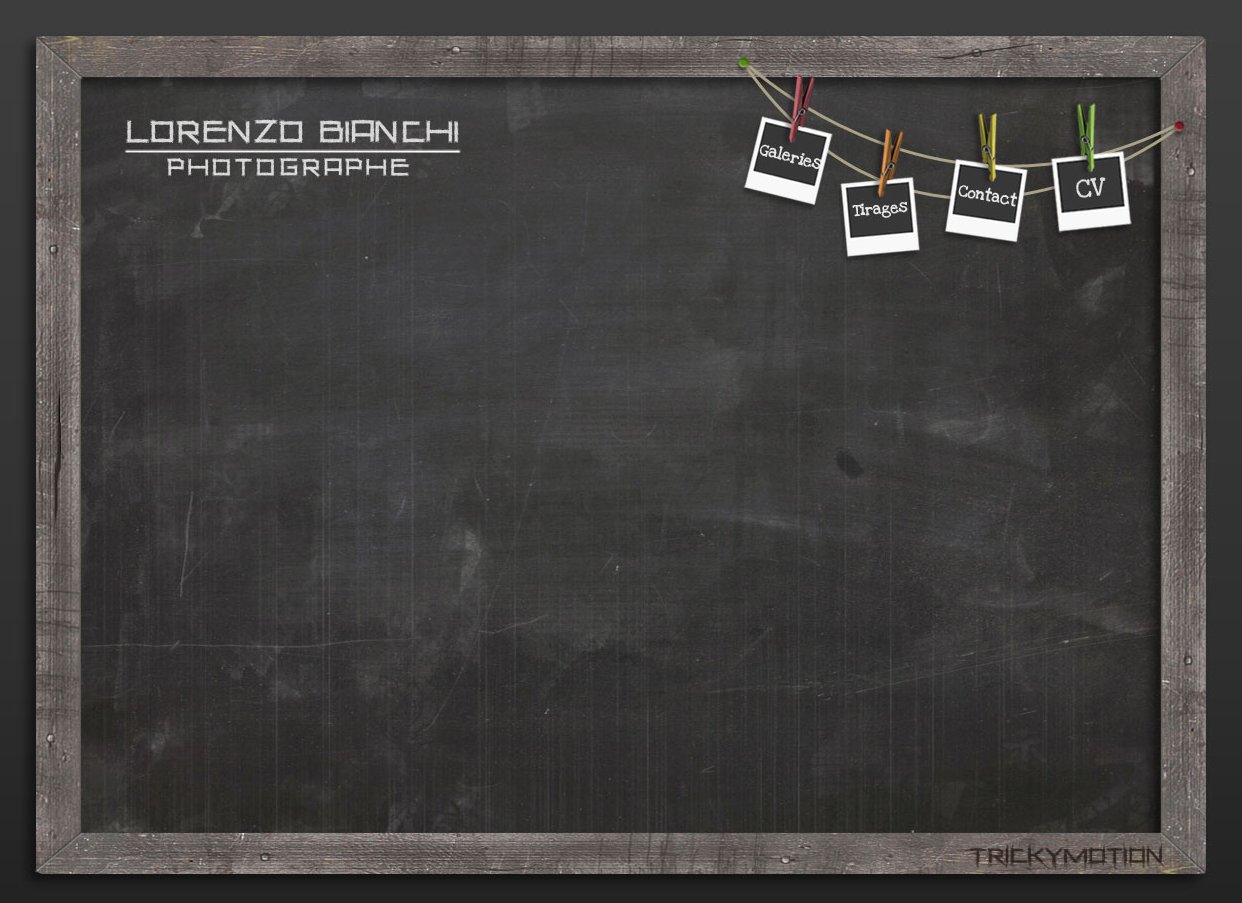 LORENZO BIANCHI
PHOTOGRAPHE
Galeries
Tirages
Contact
CV
TRICKYMOTION